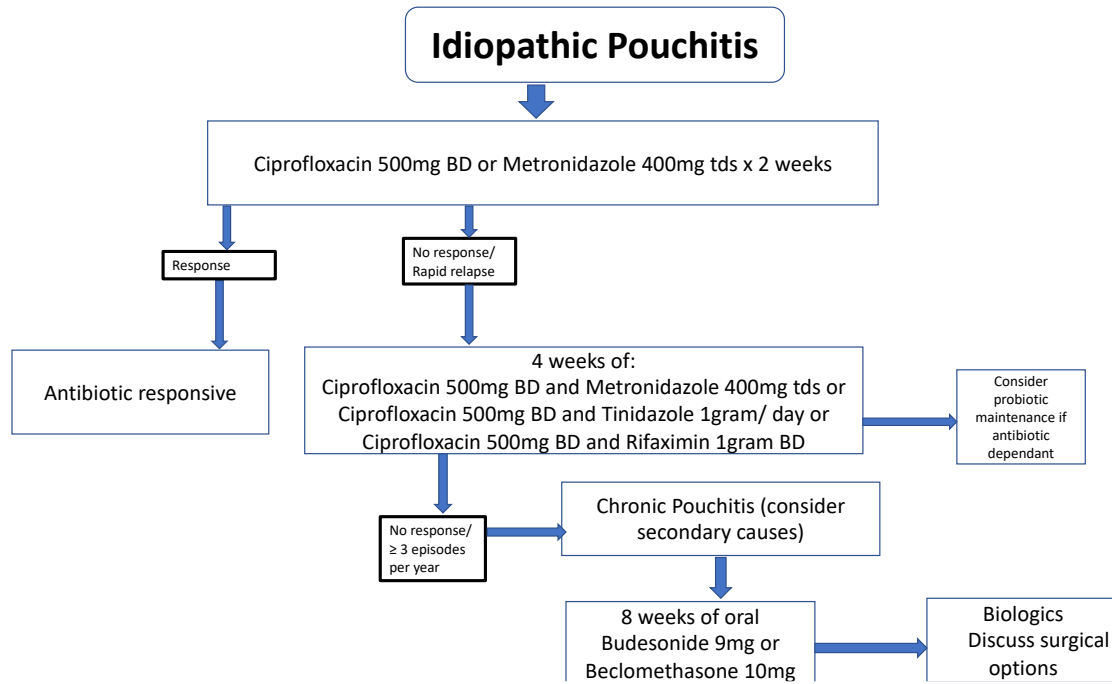 Idiopathic Pouchitis
Ciprofloxacin 500mg BD or Metronidazole 400mg tds x 2 weeks
Response
No response/
Rapid relapse
Antibiotic responsive
4 weeks of:
Ciprofloxacin 500mg BD and Metronidazole 400mg tds or
Ciprofloxacin 500mg BD and Tinidazole 1gram/ day or
Ciprofloxacin 500mg BD and Rifaximin 1gram BD
Consider
probiotic
maintenance if
antibiotic
dependant
No response/
≥ 3 episodes
per year
Chronic Pouchitis (consider
secondary causes)
8 weeks of oral
Budesonide 9mg or
Beclomethasone 10mg
Biologics
Discuss surgical
options